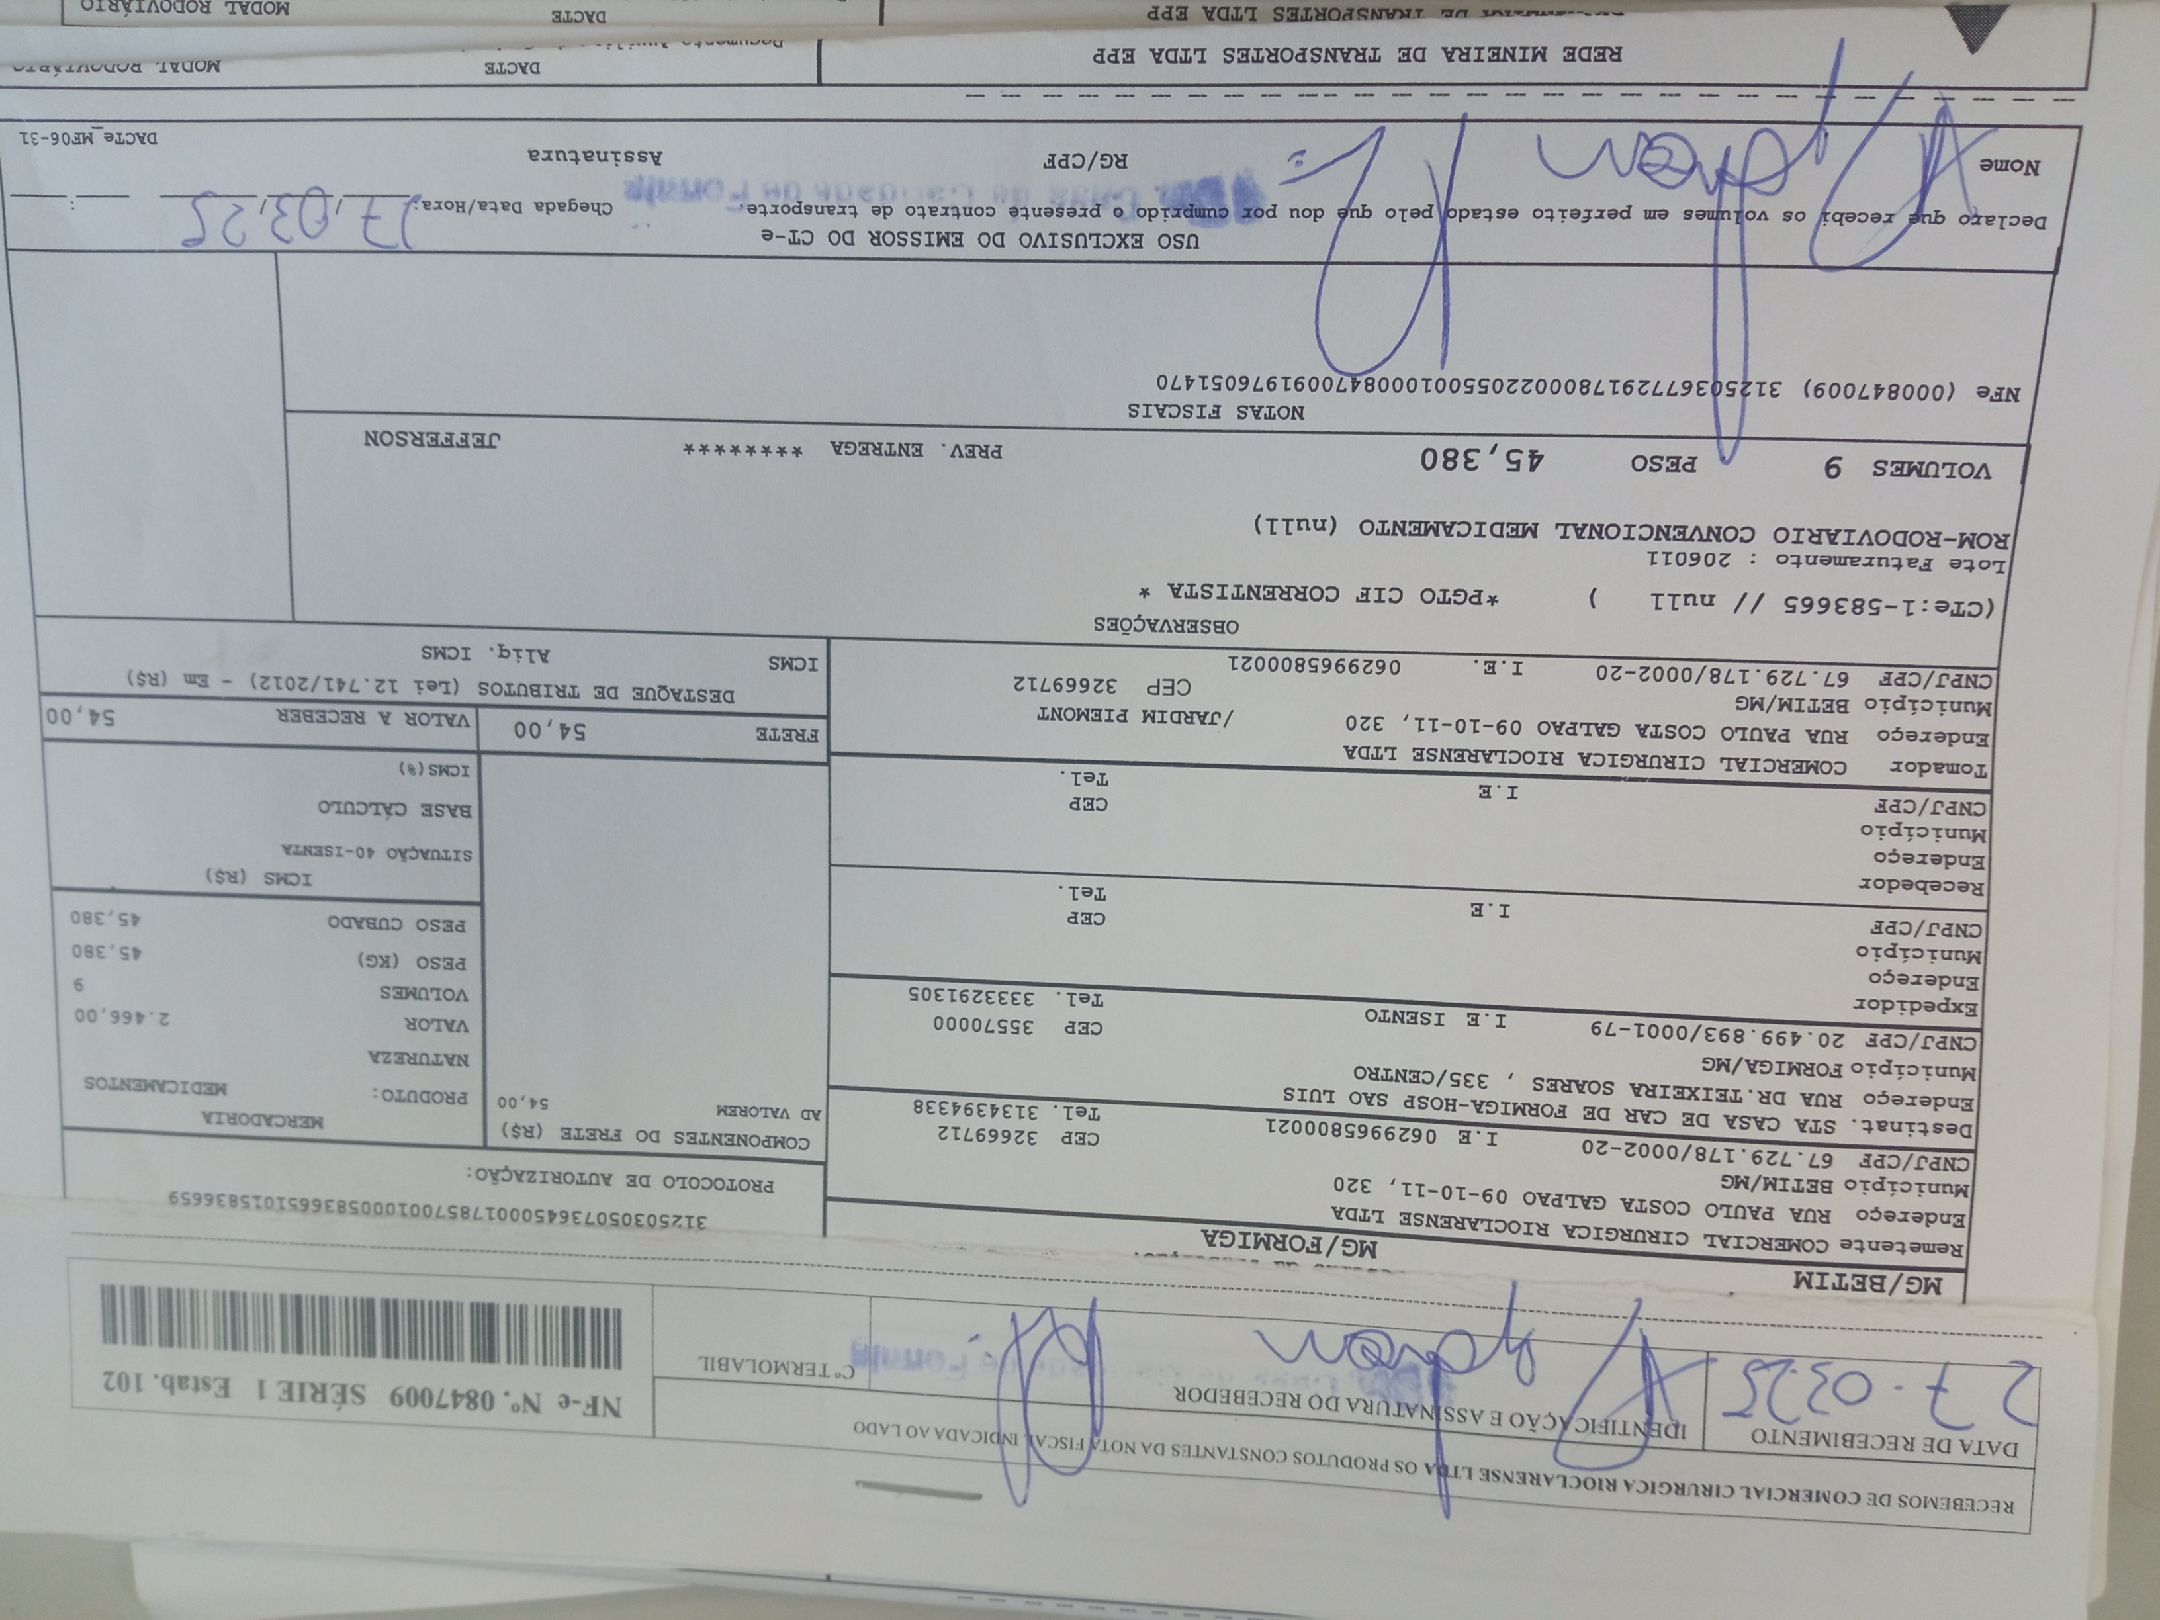 RECEBEMOS DE COMERCIAL CIRURGICA RIOCLARENSE LTDA OS PRODUTOS CONSTANTES DA NOTA FISCAL INDICADA AO LADO
DATA DE RECEBIMENTO
27.03.25
IDENTIFICAÇÃO E ASSINATURA DO RECEBEDOR
Cº TERMOLABIL
NF-e Nº. 0847009 SÉRIE 1 Estab. 102
MG/BETIM
MG/FORMIGA
Remetente COMERCIAL CIRURGICA RIOCLARENSE LTDA
Endereço RUA PAULO COSTA GALPAO 09-10-11, 320
Município BETIM/MG
CEP 32669712
CNPJ/CPF 67.729.178/0002-20 I.E 0629965800021
Tel. 3134394338
Destinat. STA CASA DE CAR DE FORMIGA-HOSP SAO LUIS
Endereço RUA DR.TEIXEIRA SOARES , 335/CENTRO
Município FORMIGA/MG
CEP 35570000
CNPJ/CPF 20.499.893/0001-79 I.E ISENTO
Tel. 3333291305
Expedidor
Endereço
Município
CEP
CNPJ/CPF I.E
Tel.
Recebedor
Endereço
Município
CEP
CNPJ/CPF I.E
Tel.
Tomador COMERCIAL CIRURGICA RIOCLARENSE LTDA
Endereço RUA PAULO COSTA GALPAO 09-10-11, 320 /JARDIM PIEMONT
Município BETIM/MG CEP 32669712
CNPJ/CPF 67.729.178/0002-20 I.E. 0629965800021
31250305073645000178570010005836651015836659
PROTOCOLO DE AUTORIZAÇÃO:
COMPONENTES DO FRETE (R$)
AD VALOREM 54,00
MERCADORIA
PRODUTO: MEDICAMENTOS
NATUREZA
VALOR 2.466,00
VOLUMES 9
PESO (KG) 45,380
PESO CUBADO 45,380
ICMS (R$)
SITUAÇÃO 40-ISENTA
BASE CÁLCULO
ICMS(%)
FRETE 54,00
VALOR A RECEBER 54,00
DESTAQUE DE TRIBUTOS (Lei 12.741/2012) - Em (R$)
ICMS Aliq. ICMS
OBSERVAÇÕES
(CTe:1-583665 // null ) *PGTO CIF CORRENTISTA *
Lote Faturamento : 206011
ROM-RODOVIARIO CONVENCIONAL MEDICAMENTO (null)
VOLUMES 9 PESO 45,380 PREV. ENTREGA ******** JEFFERSON
NOTAS FISCAIS
NFe (000847009) 31250367729178000220550010008470091976051470
USO EXCLUSIVO DO EMISSOR DO CT-e
Declaro que recebi os volumes em perfeito estado pelo que dou por cumprido o presente contrato de transporte.
Chegada Data/Hora: 27/03/25 :
Nome RG/CPF Assinatura
DACTe_MF06-31
REDE MINEIRA DE TRANSPORTES LTDA EPP
DACTE
MODAL RODOVIÁRIO
DE TRANSPORTES LTDA EPP
DACTE
MODAL RODOVIÁRIO